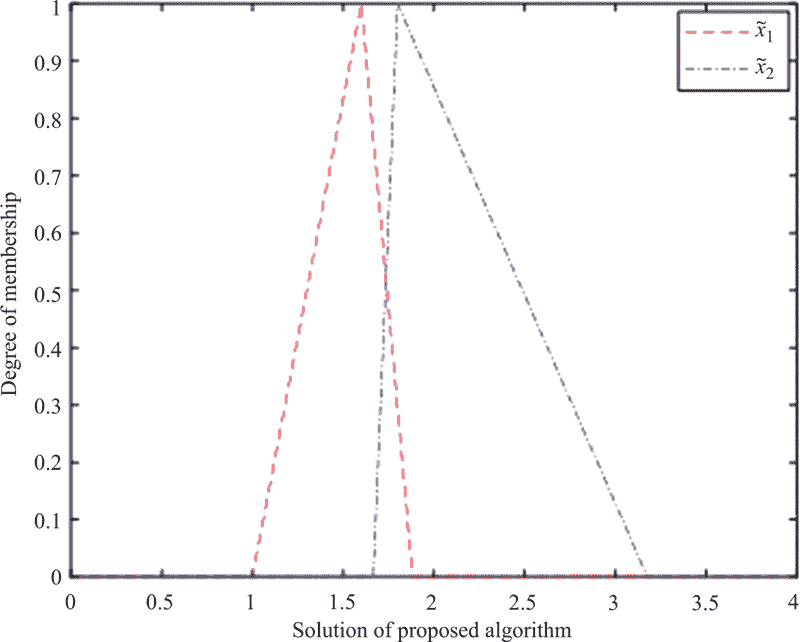 1
0.9
0.8
0.7
0.6
0.5
0.4
0.3
0.2
0.1
0
Degree of membership
x̃1
x̃2
0 0.5 1 1.5 2 2.5 3 3.5 4
Solution of proposed algorithm